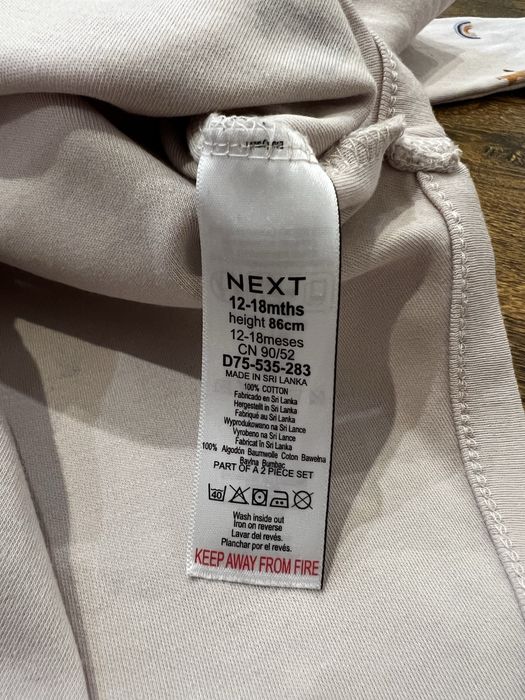 NEXT
12-18mths
height 86cm
12-18meses
CN 90/52
D75-535-283
MADE IN SRI LANKA
100% COTTON
Fabricado en Sri Lanka
Hergestellt in Sri Lanka
Fabriqué au Sri Lanka
Wyprodukowano na Sri Lance
Vyrobeno na Sri Lance
Fabricat în Sri Lanka
100% Algodón Baumwolle Coton Bawełna
Bavlna Bumbac
PART OF A 2 PIECE SET
40
Wash inside out
Iron on reverse
Lavar del revés.
Planchar por el revés.
KEEP AWAY FROM FIRE